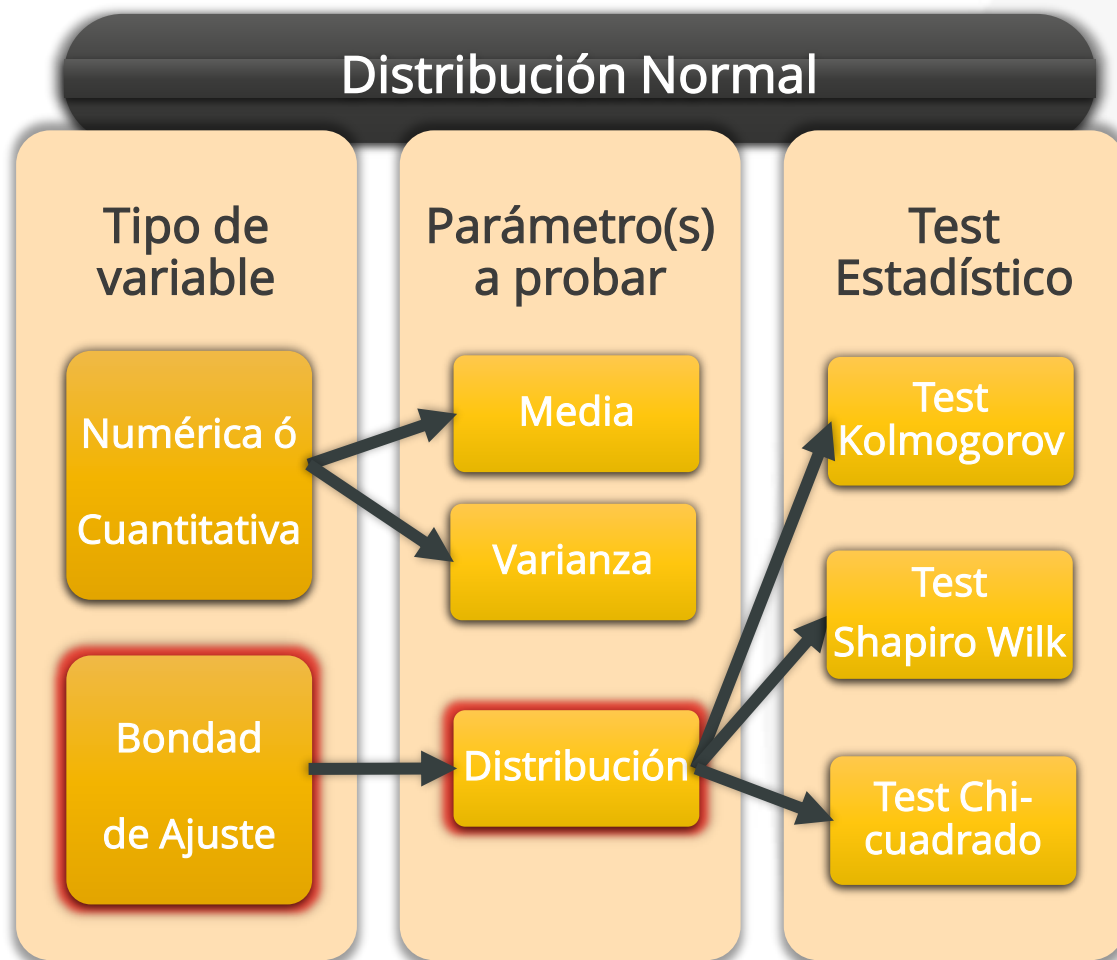 Distribución Normal
Tipo de
variable
Numérica ó
Cuantitativa
Bondad
de Ajuste
Parámetro(s)
a probar
Media
Varianza
Distribución
Test
Estadístico
Test
Kolmogorov
Test
Shapiro Wilk
Test Chi-
cuadrado